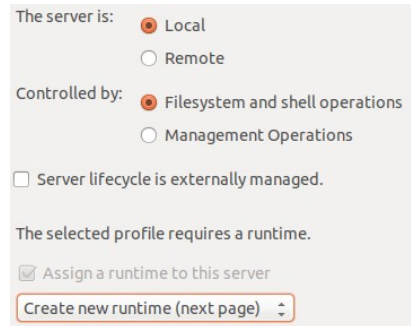 The server is: Local
Remote
Controlled by: Filesystem and shell operations
Management Operations
Server lifecycle is externally managed.
The selected profile requires a runtime.
Assign a runtime to this server
Create new runtime (next page)